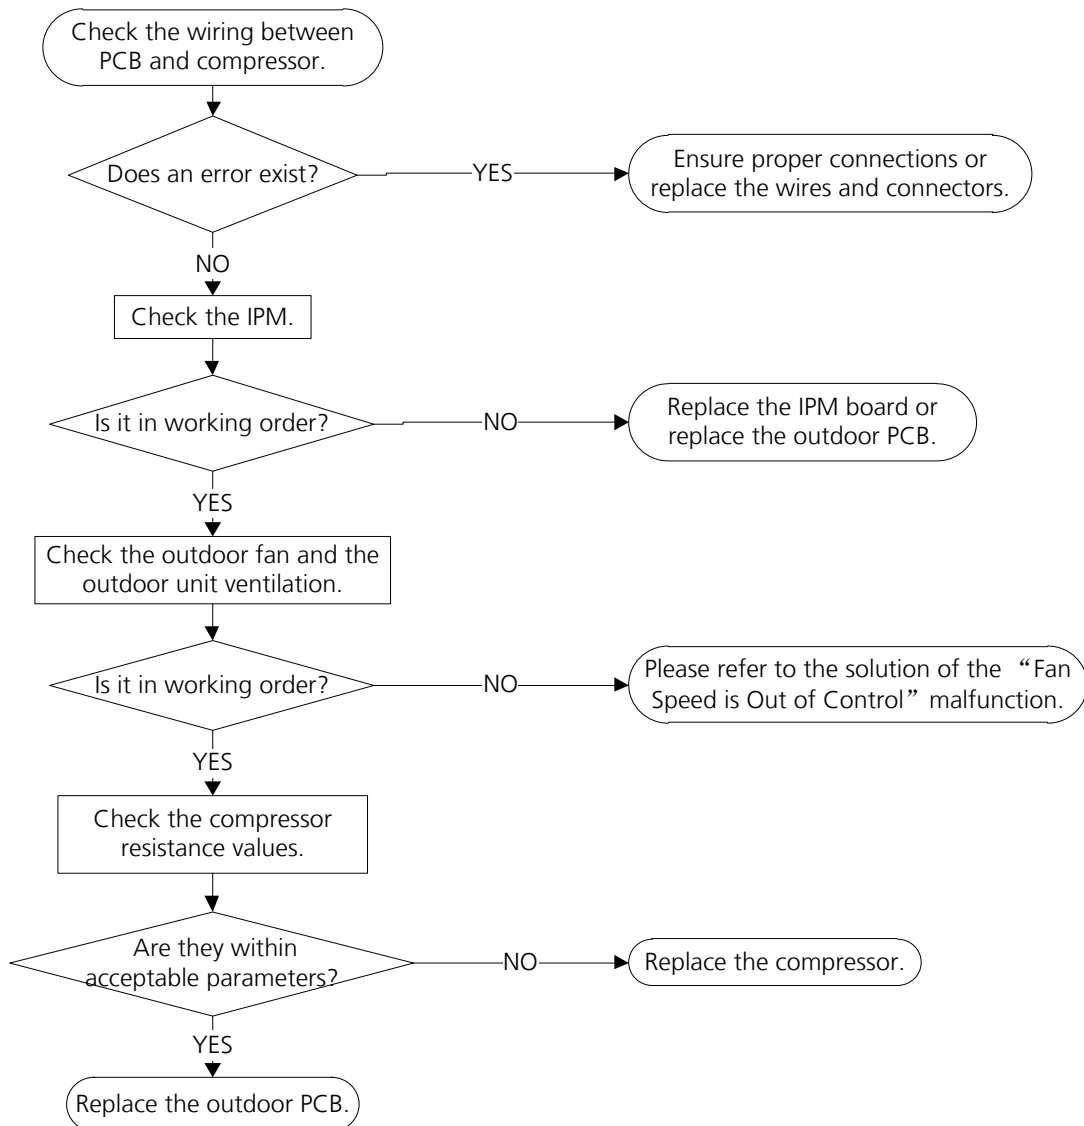 Check the wiring between
PCB and compressor.
Does an error exist?
YES
Ensure proper connections or
replace the wires and connectors.
NO
Check the IPM.
Is it in working order?
NO
Replace the IPM board or
replace the outdoor PCB.
YES
Check the outdoor fan and the
outdoor unit ventilation.
Is it in working order?
NO
Please refer to the solution of the “Fan
Speed is Out of Control” malfunction.
YES
Check the compressor
resistance values.
Are they within
acceptable parameters?
NO
Replace the compressor.
YES
Replace the outdoor PCB.